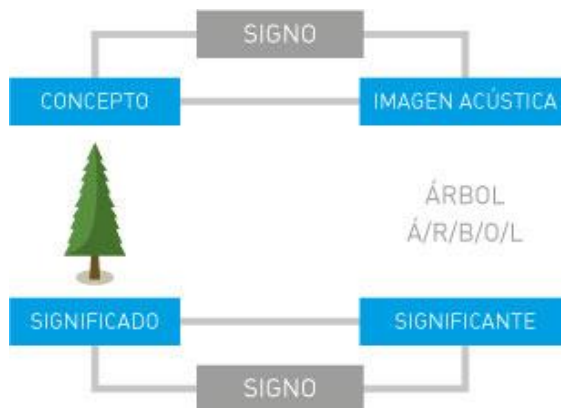 SIGNO
CONCEPTO
IMAGEN ACÚSTICA
ÁRBOL
Á/R/B/O/L
SIGNIFICADO
SIGNIFICANTE
SIGNO